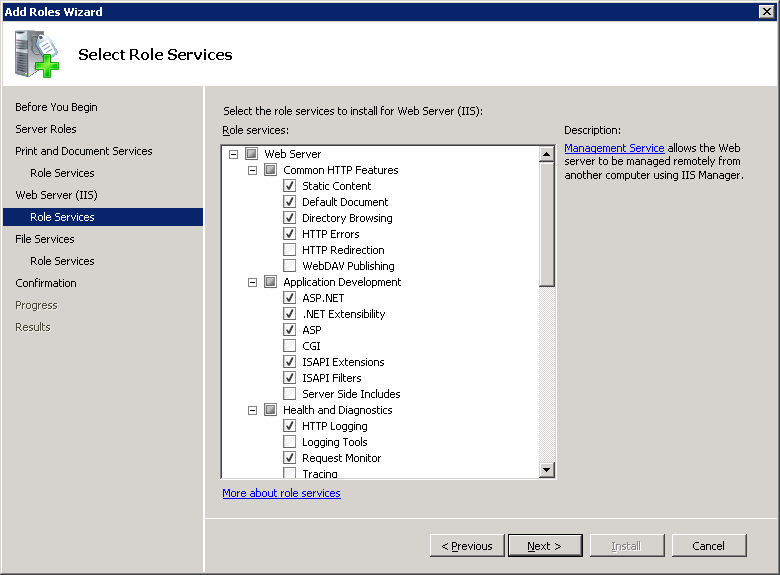 Add Roles Wizard
Select Role Services
Before You Begin
Server Roles
Print and Document Services
Role Services
Web Server (IIS)
Role Services
File Services
Role Services
Confirmation
Progress
Results
Select the role services to install for Web Server (IIS):
Role services:
Web Server
Common HTTP Features
Static Content
Default Document
Directory Browsing
HTTP Errors
HTTP Redirection
WebDAV Publishing
Application Development
ASP.NET
.NET Extensibility
ASP
CGI
ISAPI Extensions
ISAPI Filters
Server Side Includes
Health and Diagnostics
HTTP Logging
Logging Tools
Request Monitor
Tracing
More about role services
Description:
Management Service allows the Web
server to be managed remotely from
another computer using IIS Manager.
< Previous
Next >
Install
Cancel